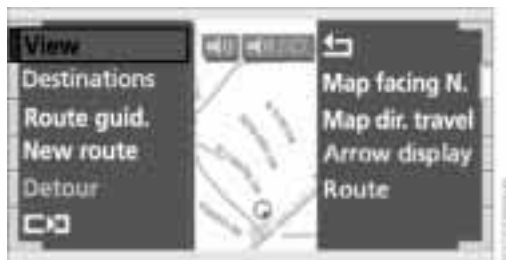 View
Destinations
Route guid.
New route
Detour
Map facing N.
Map dir. travel
Arrow display
Route